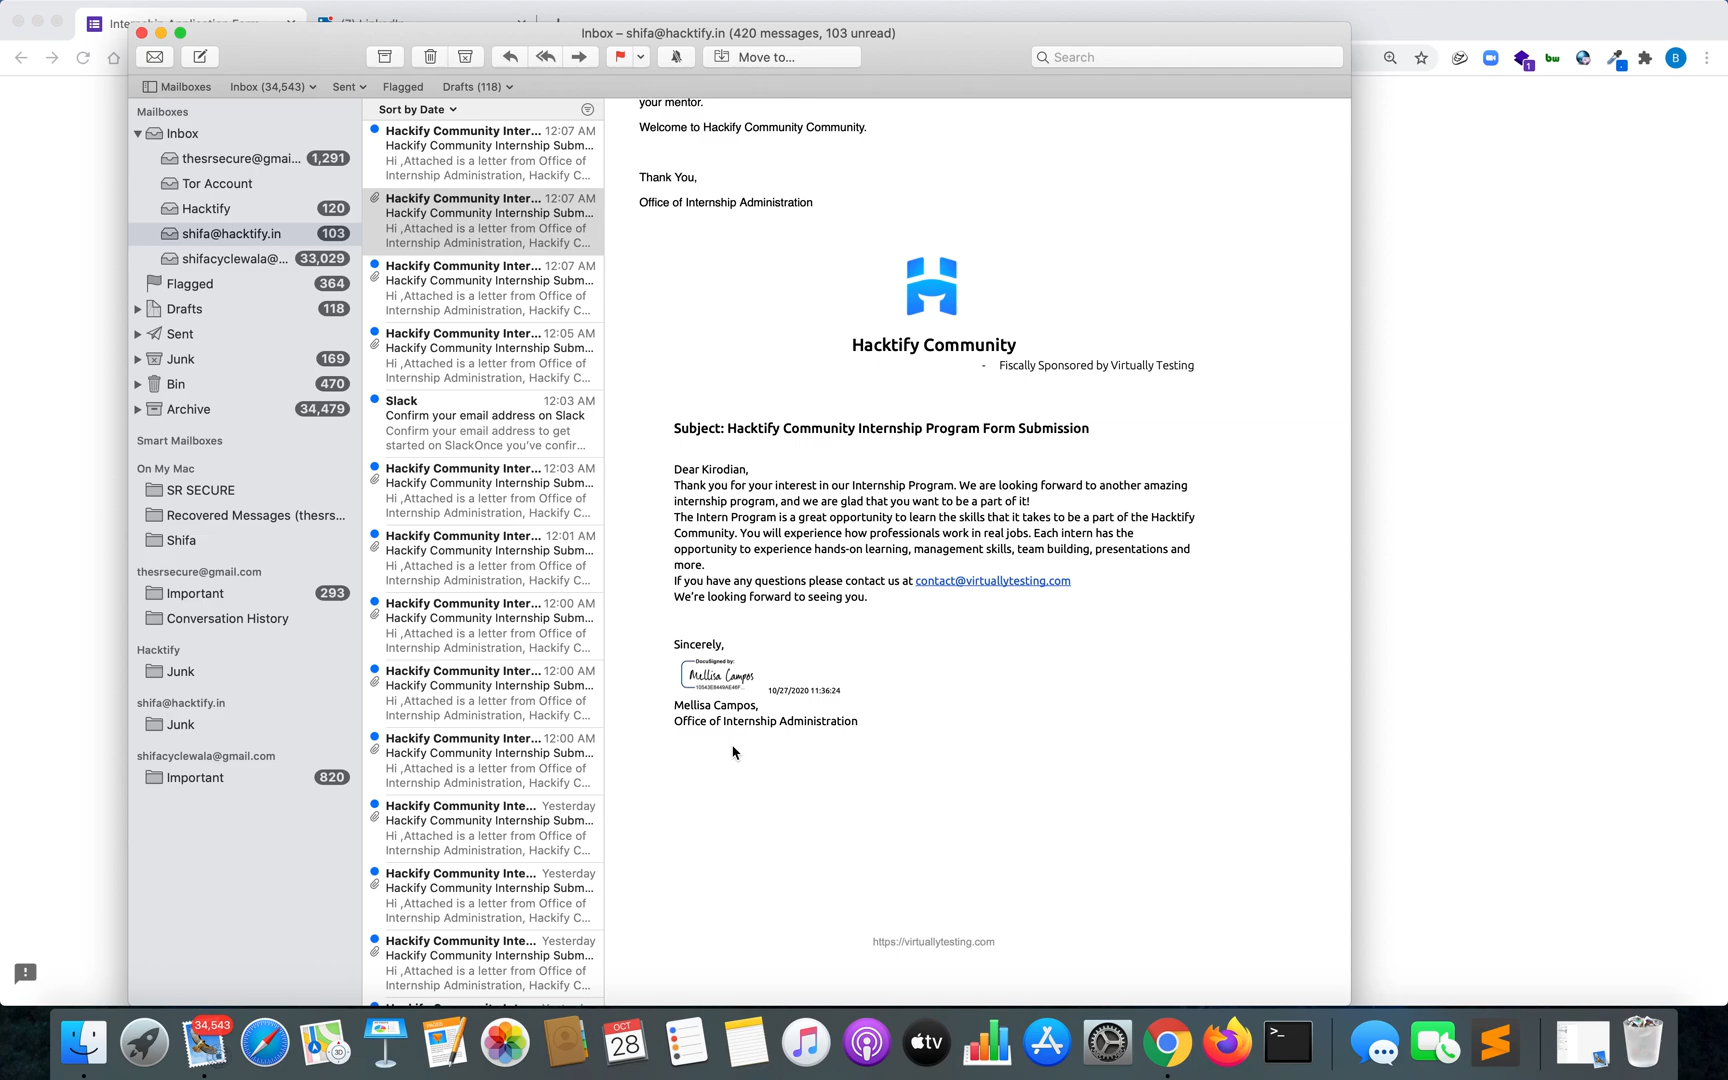 Inbox – shifa@hacktify.in (420 messages, 103 unread)
Move to...
Search
1
bw
B
Mailboxes
Inbox (34,543)
Sent
Flagged
Drafts (118)
Mailboxes
Inbox
thesrsecure@gmai... 1,291
Tor Account
Hacktify 120
shifa@hacktify.in 103
shifacyclewala@... 33,029
Flagged 364
Drafts 118
Sent
Junk 169
Bin 470
Archive 34,479
Smart Mailboxes
On My Mac
SR SECURE
Recovered Messages (thesrs...
Shifa
thesrsecure@gmail.com
Important 293
Conversation History
Hacktify
Junk
shifa@hacktify.in
Junk
shifacyclewala@gmail.com
Important 820
Sort by Date
Hackify Community Inter... 12:07 AM
Hackify Community Internship Subm...
Hi ,Attached is a letter from Office of
Internship Administration, Hackify C...
Hackify Community Inter... 12:07 AM
Hackify Community Internship Subm...
Hi ,Attached is a letter from Office of
Internship Administration, Hackify C...
Hackify Community Inter... 12:07 AM
Hackify Community Internship Subm...
Hi ,Attached is a letter from Office of
Internship Administration, Hackify C...
Hackify Community Inter... 12:05 AM
Hackify Community Internship Subm...
Hi ,Attached is a letter from Office of
Internship Administration, Hackify C...
Slack 12:03 AM
Confirm your email address on Slack
Confirm your email address to get
started on SlackOnce you've confir...
Hackify Community Inter... 12:03 AM
Hackify Community Internship Subm...
Hi ,Attached is a letter from Office of
Internship Administration, Hackify C...
Hackify Community Inter... 12:01 AM
Hackify Community Internship Subm...
Hi ,Attached is a letter from Office of
Internship Administration, Hackify C...
Hackify Community Inter... 12:00 AM
Hackify Community Internship Subm...
Hi ,Attached is a letter from Office of
Internship Administration, Hackify C...
Hackify Community Inter... 12:00 AM
Hackify Community Internship Subm...
Hi ,Attached is a letter from Office of
Internship Administration, Hackify C...
Hackify Community Inter... 12:00 AM
Hackify Community Internship Subm...
Hi ,Attached is a letter from Office of
Internship Administration, Hackify C...
Hackify Community Inte... Yesterday
Hackify Community Internship Subm...
Hi ,Attached is a letter from Office of
Internship Administration, Hackify C...
Hackify Community Inte... Yesterday
Hackify Community Internship Subm...
Hi ,Attached is a letter from Office of
Internship Administration, Hackify C...
Hackify Community Inte... Yesterday
Hackify Community Internship Subm...
Hi ,Attached is a letter from Office of
Internship Administration, Hackify C...
your mentor.
Welcome to Hackify Community Community.
Thank You,
Office of Internship Administration
Hacktify Community
- Fiscally Sponsored by Virtually Testing
Subject: Hacktify Community Internship Program Form Submission
Dear Kirodian,
Thank you for your interest in our Internship Program. We are looking forward to another amazing
internship program, and we are glad that you want to be a part of it!
The Intern Program is a great opportunity to learn the skills that it takes to be a part of the Hacktify
Community. You will experience how professionals work in real jobs. Each intern has the
opportunity to experience hands-on learning, management skills, team building, presentations and
more.
If you have any questions please contact us at contact@virtuallytesting.com
We're looking forward to seeing you.
Sincerely,
DocuSigned by:
Mellisa Campos
10/27/2020 11:36:24
Mellisa Campos,
Office of Internship Administration
https://virtuallytesting.com
34,543
3D
PAGES
OCT
28
tv
>_